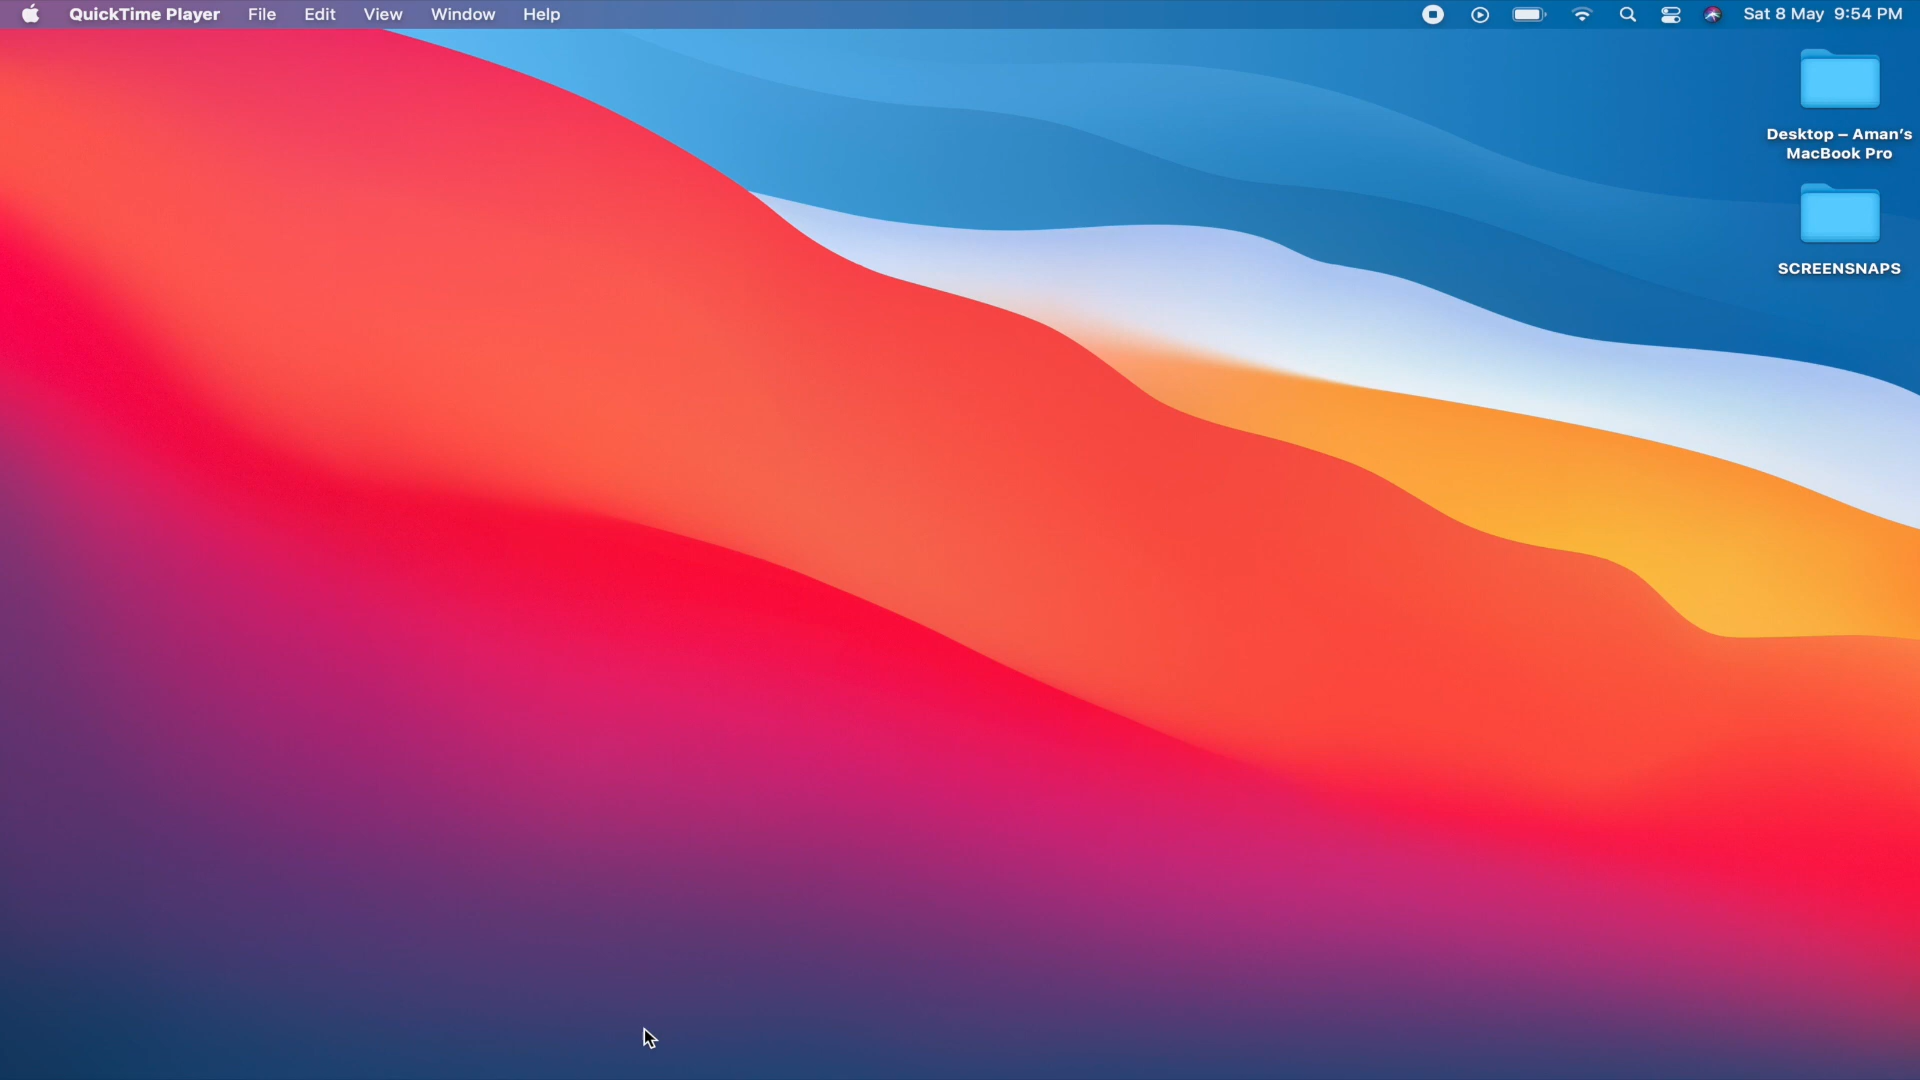 QuickTime Player File Edit View Window Help Sat 8 May 9:54 PM
Desktop – Aman’s
MacBook Pro
SCREENSNAPS